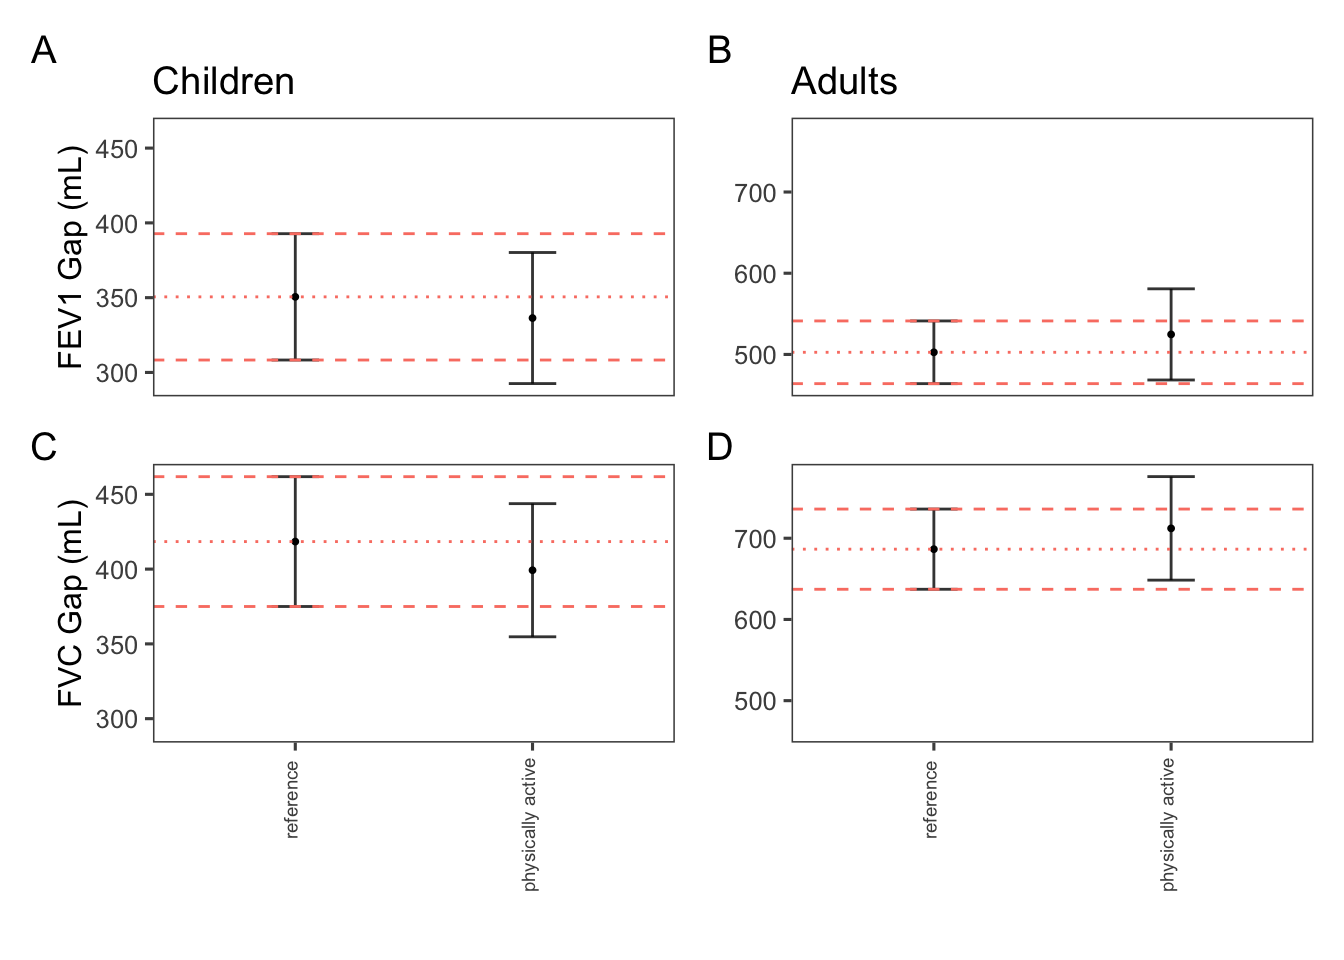 A
B
Children
Adults
FEV1 Gap (mL)
450
400
350
300
700
600
500
C
D
FVC Gap (mL)
450
400
350
300
700
600
500
reference
physically active
reference
physically active